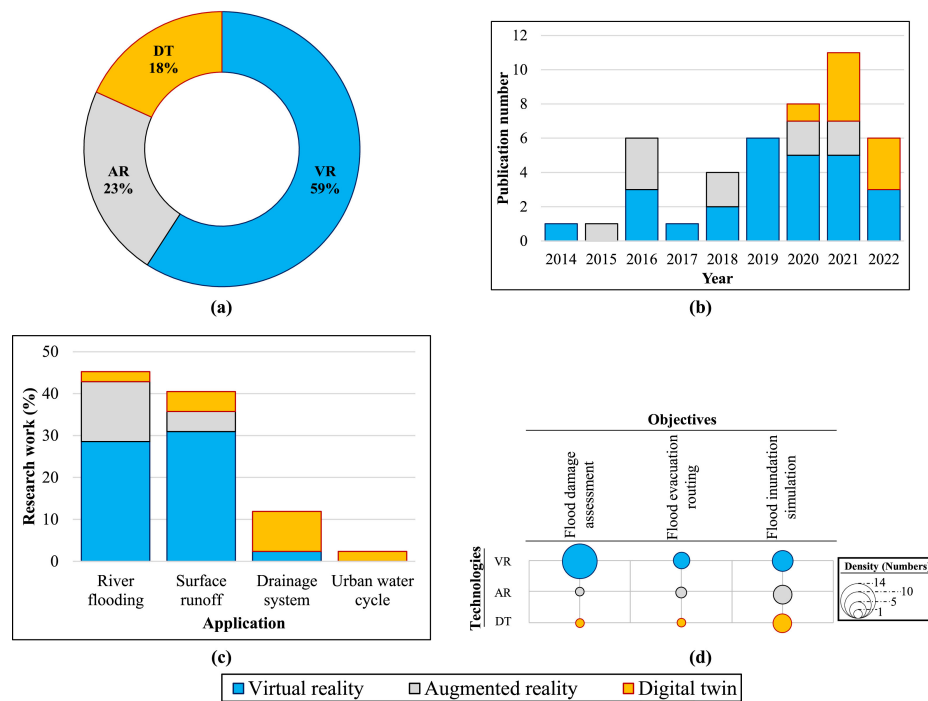 DT
18%
AR
23%
VR
59%
(a)
Publication number
12
10
8
6
4
2
0
2014 2015 2016 2017 2018 2019 2020 2021 2022
Year
(b)
Research work (%)
50
40
30
20
10
0
River flooding
Surface runoff
Drainage system
Urban water cycle
Application
(c)
Objectives
Flood damage
assessment
Flood evacuation
routing
Flood inundation
simulation
Technologies
VR
AR
DT
Density (Numbers)
14
10
5
1
(d)
Virtual reality Augmented reality Digital twin